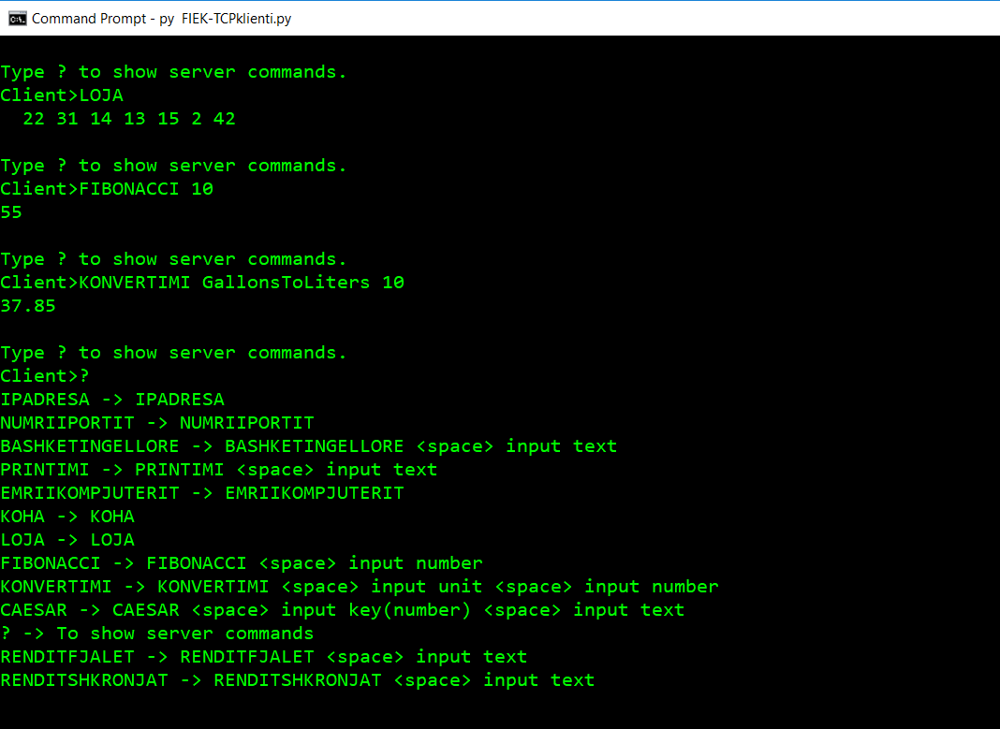 Command Prompt - py  FIEK-TCPklienti.py
Type ? to show server commands.
Client>LOJA
  22 31 14 13 15 2 42
Type ? to show server commands.
Client>FIBONACCI 10
55
Type ? to show server commands.
Client>KONVERTIMI GallonsToLiters 10
37.85
Type ? to show server commands.
Client>?
IPADRESA -> IPADRESA
NUMRIIPORTIT -> NUMRIIPORTIT
BASHKETINGELLORE -> BASHKETINGELLORE <space> input text
PRINTIMI -> PRINTIMI <space> input text
EMRIIKOMPJUTERIT -> EMRIIKOMPJUTERIT
KOHA -> KOHA
LOJA -> LOJA
FIBONACCI -> FIBONACCI <space> input number
KONVERTIMI -> KONVERTIMI <space> input unit <space> input number
CAESAR -> CAESAR <space> input key(number) <space> input text
? -> To show server commands
RENDITFJALET -> RENDITFJALET <space> input text
RENDITSHKRONJAT -> RENDITSHKRONJAT <space> input text